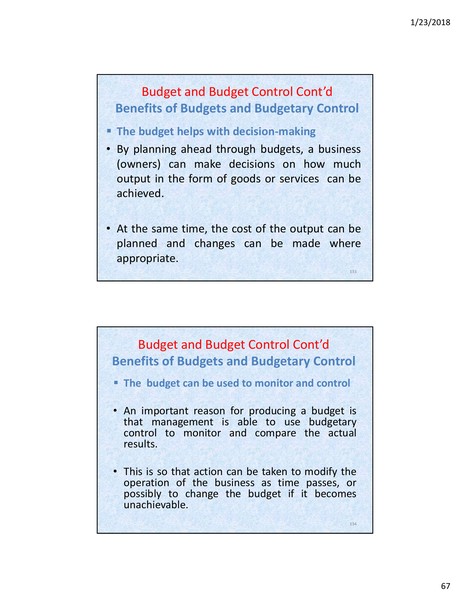 1/23/2018
Budget and Budget Control Cont'd
Benefits of Budgets and Budgetary Control
▪ The budget helps with decision-making
• By planning ahead through budgets, a business
(owners) can make decisions on how much
output in the form of goods or services can be
achieved.
• At the same time, the cost of the output can be
planned and changes can be made where
appropriate.
Budget and Budget Control Cont'd
Benefits of Budgets and Budgetary Control
▪ The budget can be used to monitor and control
• An important reason for producing a budget is
that management is able to use budgetary
control to monitor and compare the actual
results.
• This is so that action can be taken to modify the
operation of the business as time passes, or
possibly to change the budget if it becomes
unachievable.
67